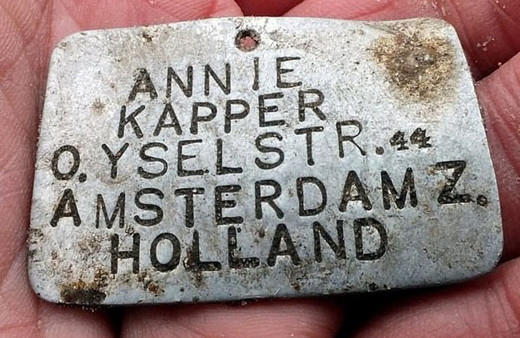 ANNIE
KAPPER
O. YSELSTR. 44
AMSTERDAM Z.
HOLLAND